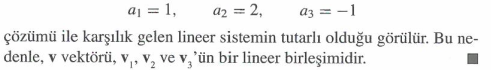 a₁ = 1, a₂ = 2, a₃ = −1
çözümü ile karşılık gelen lineer sistemin tutarlı olduğu görülür. Bu ne-
denle, v vektörü, v₁, v₂ ve v₃'ün bir lineer birleşimidir. ■